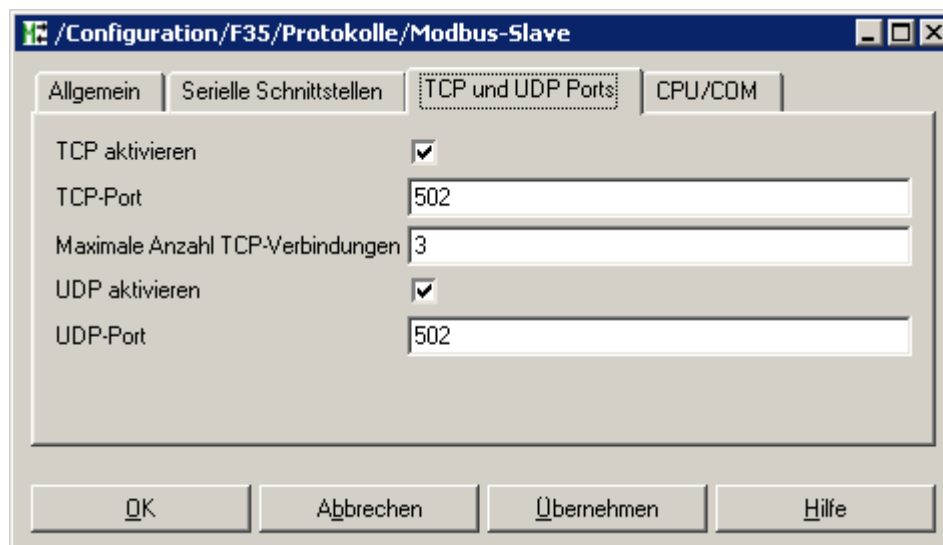 /Configuration/F35/Protokolle/Modbus-Slave
Allgemein Serielle Schnittstellen TCP und UDP Ports CPU/COM
TCP aktivieren
TCP-Port 502
Maximale Anzahl TCP-Verbindungen 3
UDP aktivieren
UDP-Port 502
OK Abbrechen Übernehmen Hilfe